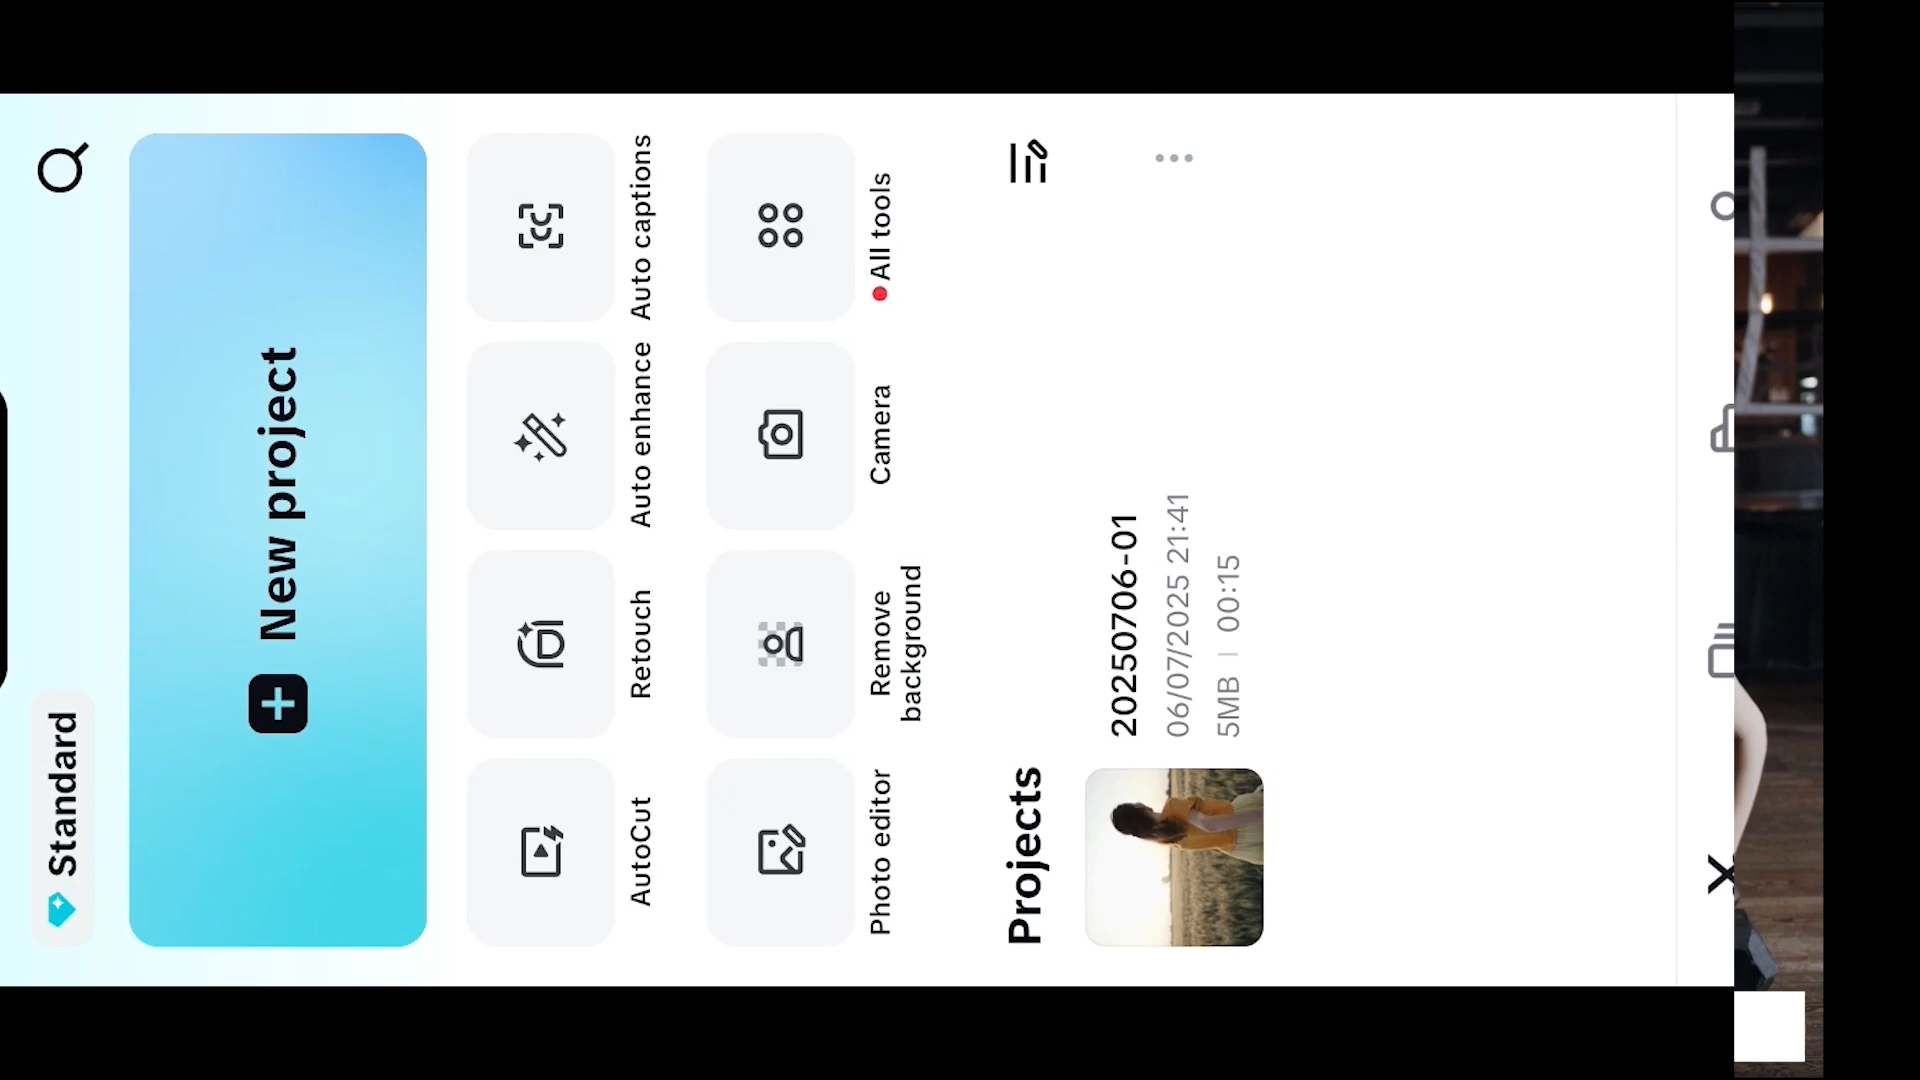 Standard
New project
AutoCut
Retouch
Auto enhance
Auto captions
Photo editor
Remove
background
Camera
All tools
Projects
20250706-01
06/07/2025 21:41
5MB | 00:15